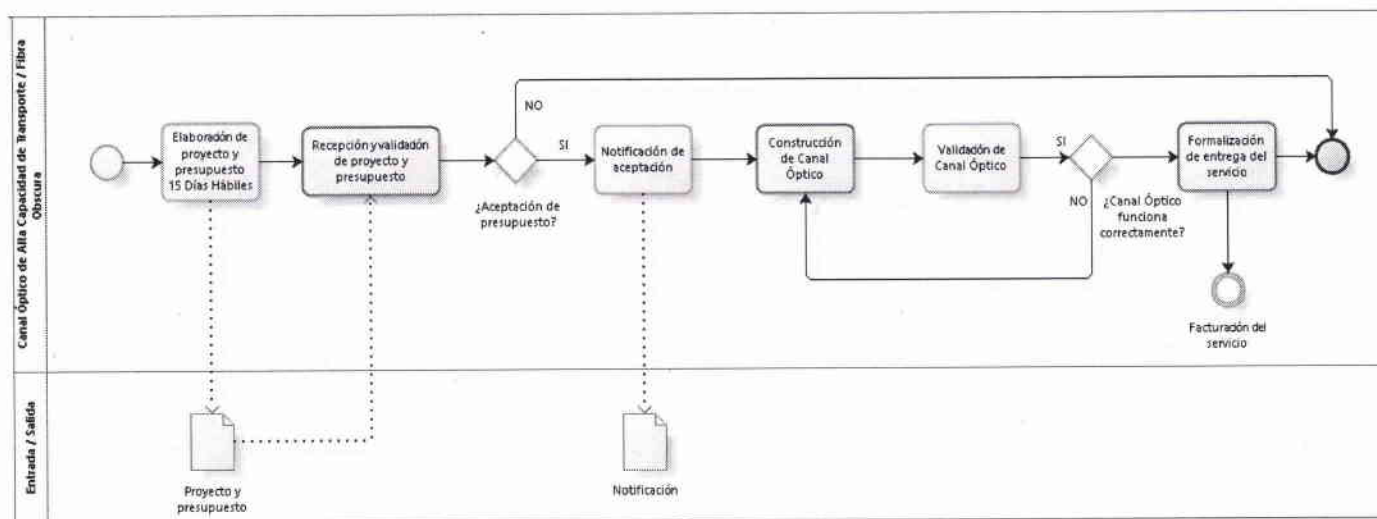 Canal Óptico de Alta Capacidad de Transporte / Fibra
Obscura
Elaboración de
proyecto y
presupuesto
15 Días Hábiles
Recepción y validación
de proyecto y
presupuesto
NO
SI
¿Aceptación de
presupuesto?
Notificación de
aceptación
Construcción
de Canal
Óptico
Validación de
Canal Óptico
SI
NO
¿Canal Óptico
funciona
correctamente?
Formalización
de entrega del
servicio
Facturación del
servicio
Entrada / Salida
Proyecto y
presupuesto
Notificación